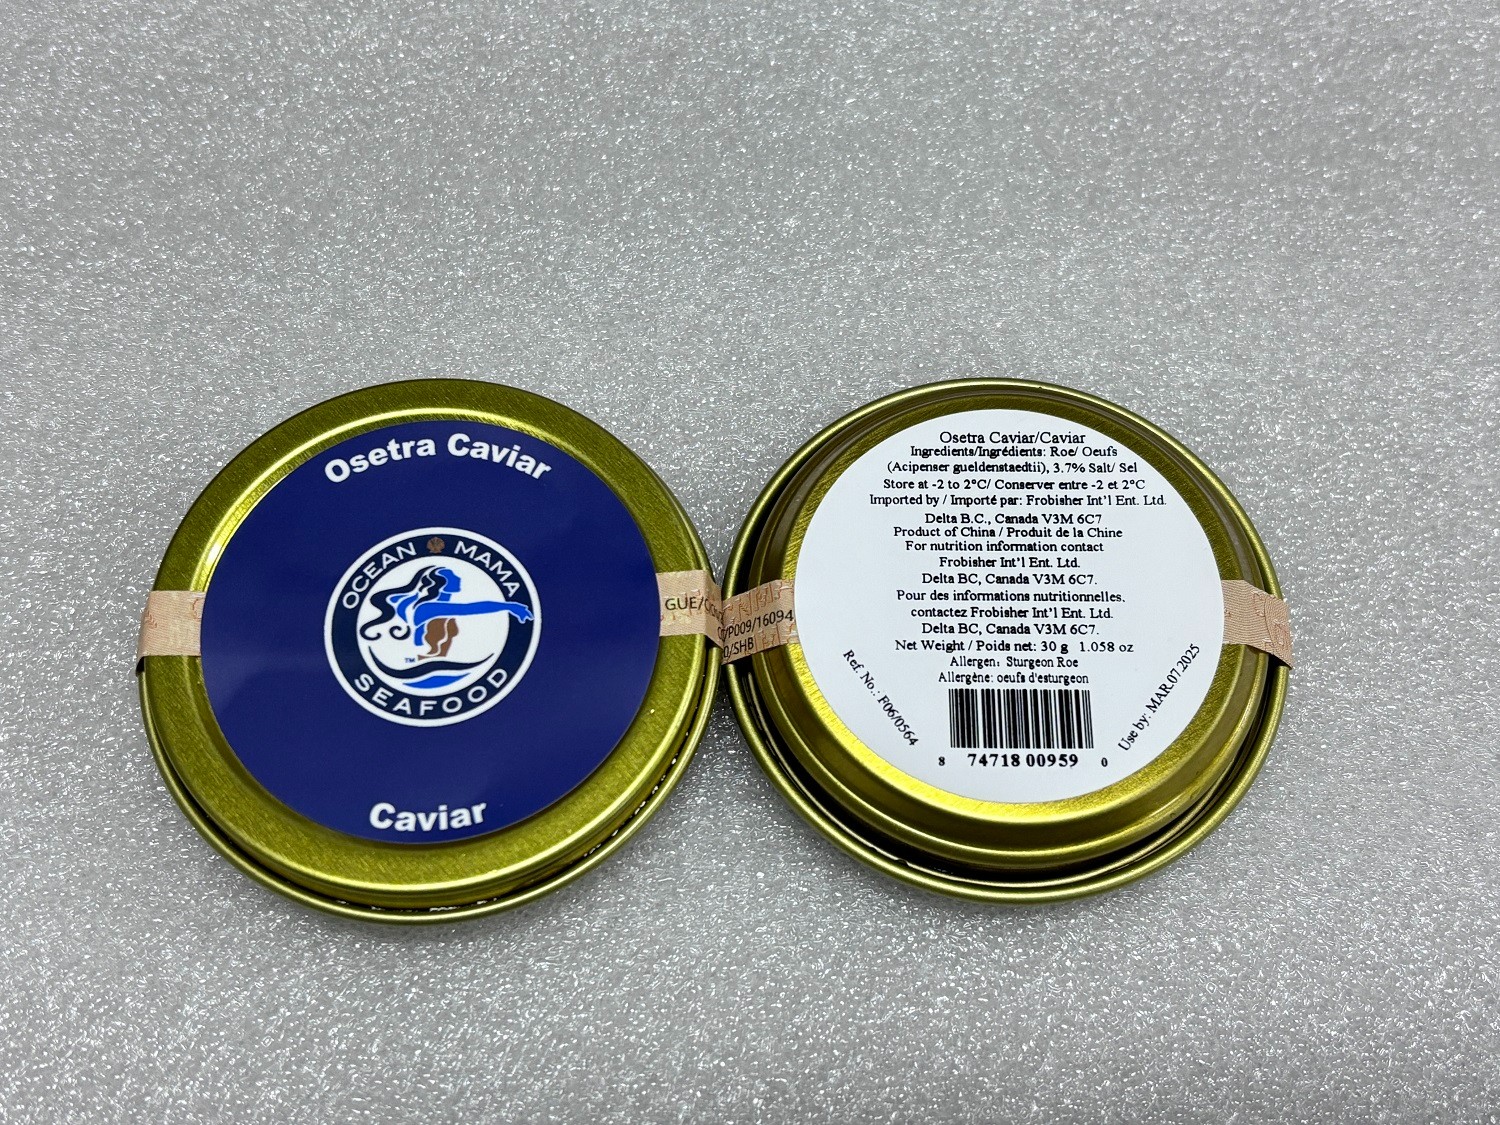 Osetra Caviar
OCEAN MAMA
SEAFOOD
TM
Caviar
GUE/
/P009/16094
/SHB
Osetra Caviar/Caviar
Ingredients/Ingrédients: Roe/ Oeufs
(Acipenser gueldenstaedtii), 3.7% Salt/ Sel
Store at -2 to 2°C/ Conserver entre -2 et 2°C
Imported by / Importé par: Frobisher Int'l Ent. Ltd.
Delta B.C., Canada V3M 6C7
Product of China / Produit de la Chine
For nutrition information contact
Frobisher Int'l Ent. Ltd.
Delta BC, Canada V3M 6C7.
Pour des informations nutritionnelles.
contactez Frobisher Int'l Ent. Ltd.
Delta BC, Canada V3M 6C7.
Net Weight / Poids net: 30 g 1.058 oz
Allergen: Sturgeon Roe
Allergène: oeufs d'esturgeon
Ref. No.: F06/0564
Use by: MAR.07.2025
8 74718 00959 0